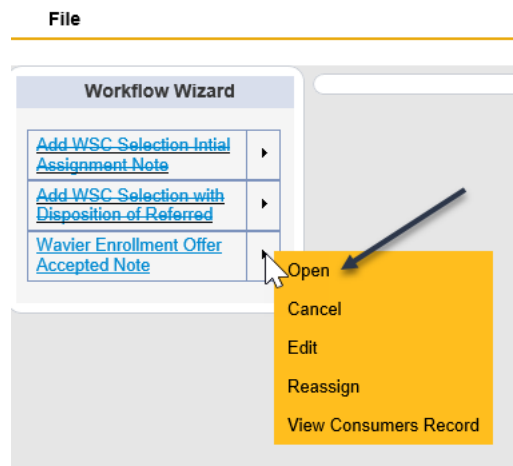 File
Workflow Wizard
Add WSC Selection Intial
Assignment Note
Add WSC Selection with
Disposition of Referred
Wavier Enrollment Offer
Accepted Note
Open
Cancel
Edit
Reassign
View Consumers Record